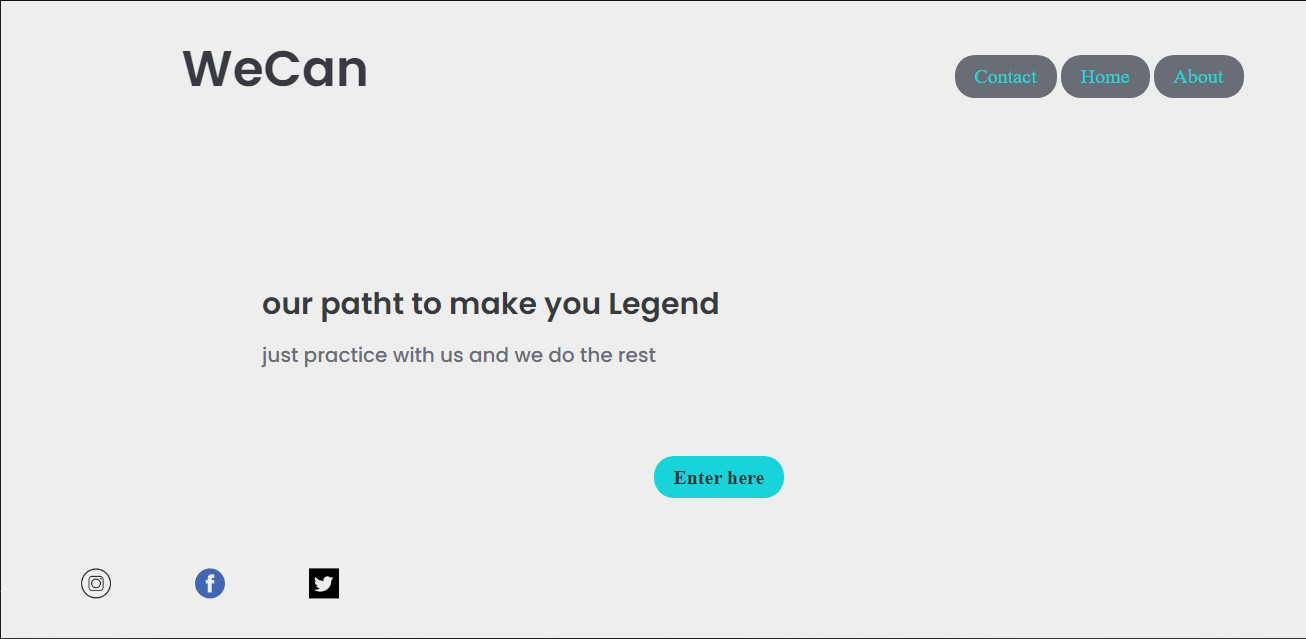 WeCan
Contact Home About
our patht to make you Legend
just practice with us and we do the rest
Enter here